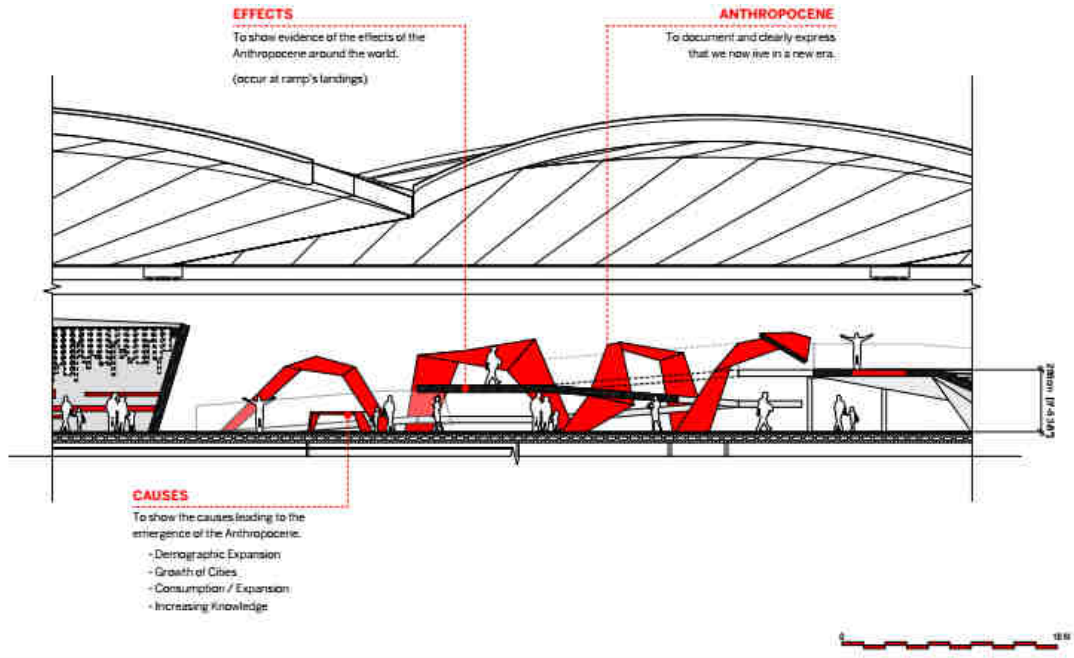 EFFECTS
To show evidence of the effects of the
Anthropocene around the world.
(occur at ramp's landings)
ANTHROPOCENE
To document and clearly express
that we now live in a new era.
CAUSES
To show the causes leading to the
emergence of the Anthropocene.
- Demographic Expansion
- Growth of Cities
- Consumption / Expansion
- Increasing Knowledge
0